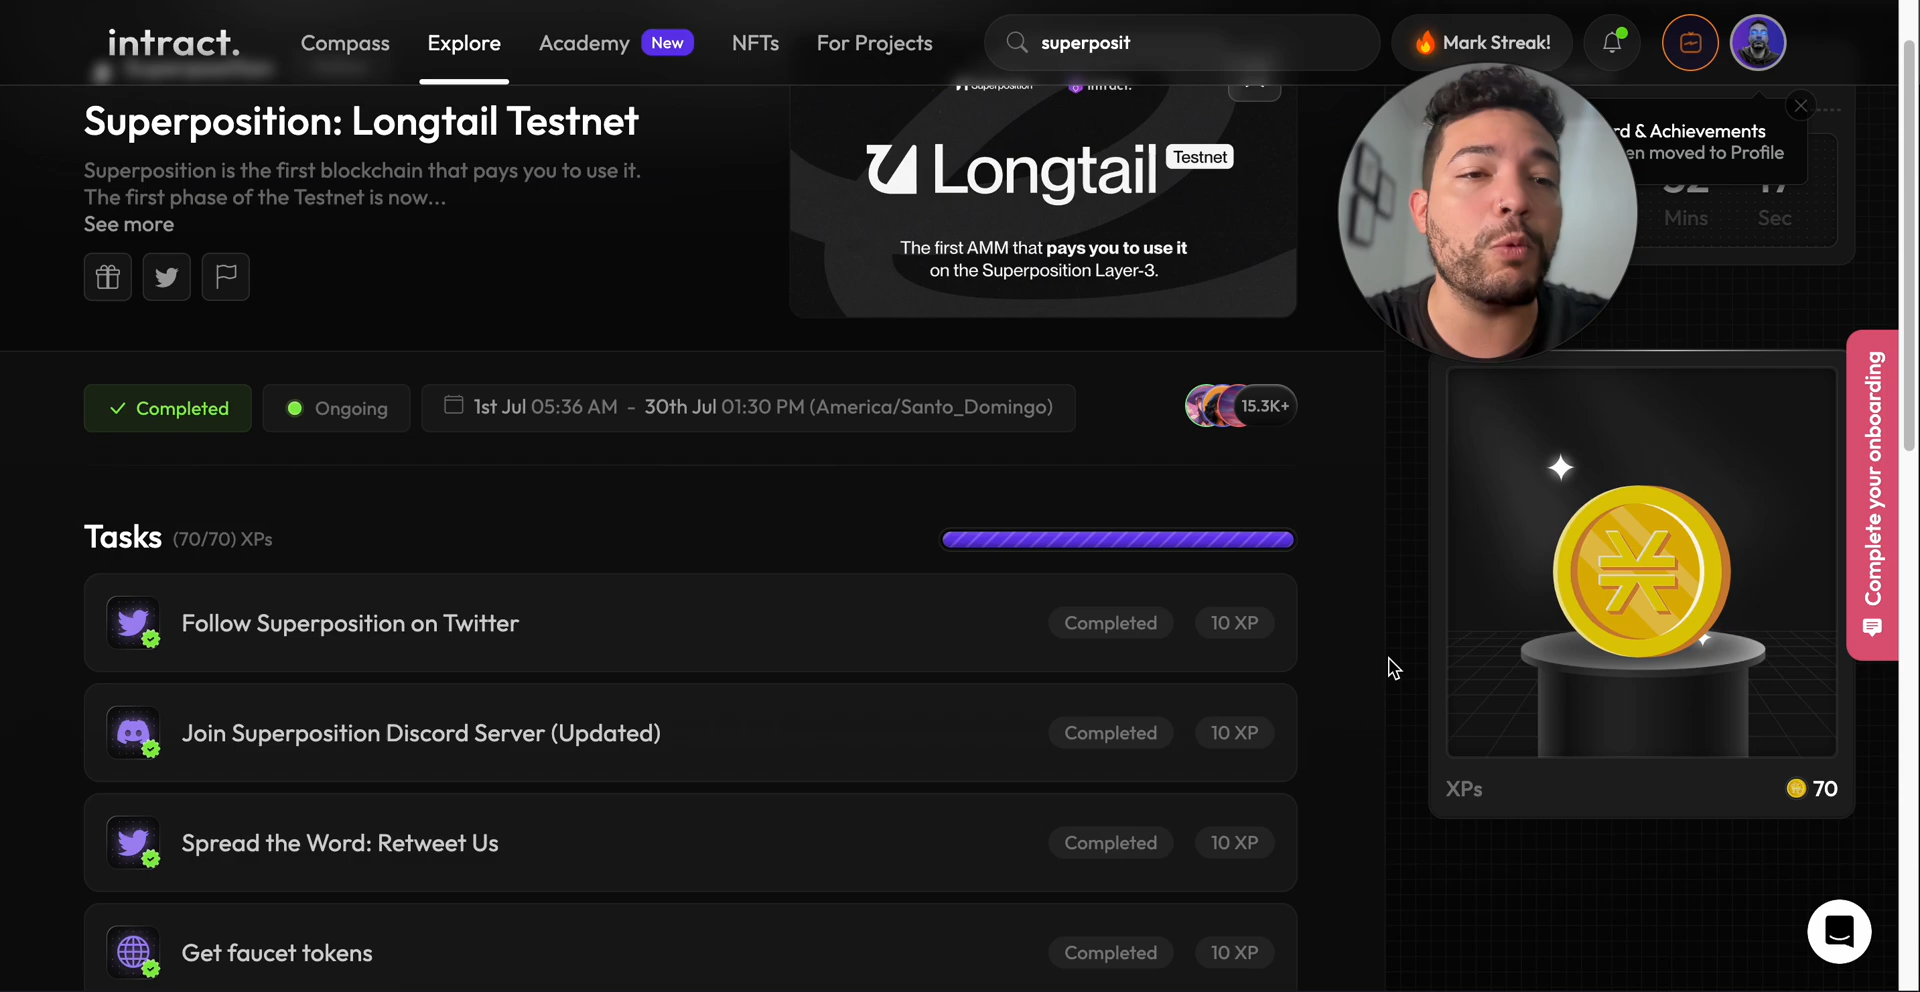 intract.
Compass
Explore
Academy
New
NFTs
For Projects
superposit
Mark Streak!
Superposition: Longtail Testnet
Superposition is the first blockchain that pays you to use it.
The first phase of the Testnet is now...
See more
Superposition
intract.
Longtail
Testnet
The first AMM that pays you to use it
on the Superposition Layer-3.
rd & Achievements
en moved to Profile
Mins
Sec
Completed
Ongoing
1st Jul 05:36 AM - 30th Jul 01:30 PM (America/Santo_Domingo)
15.3K+
Tasks (70/70) XPs
Follow Superposition on Twitter
Completed
10 XP
Join Superposition Discord Server (Updated)
Completed
10 XP
Spread the Word: Retweet Us
Completed
10 XP
Get faucet tokens
Completed
10 XP
XPs
70
Complete your onboarding